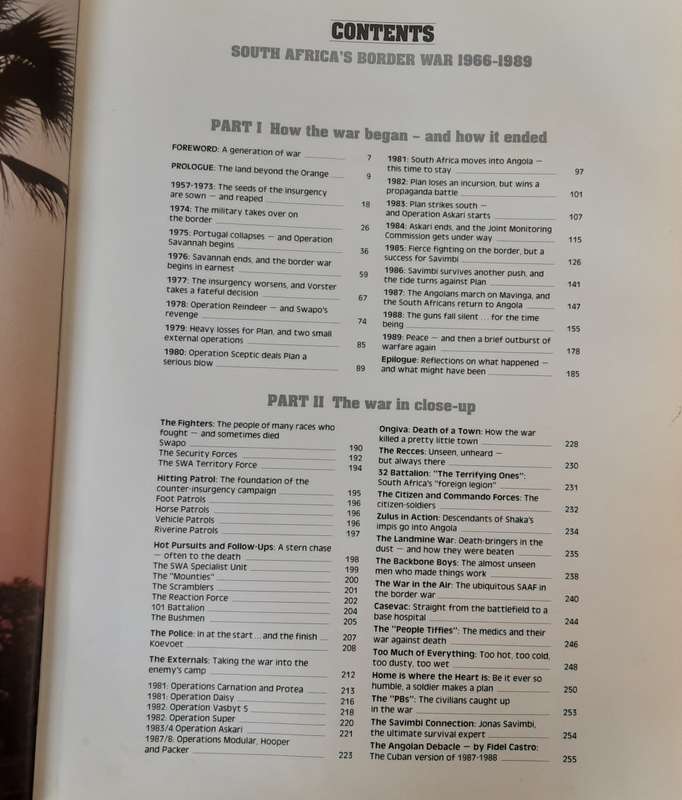 CONTENTS
SOUTH AFRICA'S BORDER WAR 1966-1989
PART I How the war began – and how it ended
FOREWORD: A generation of war 7
PROLOGUE: The land beyond the Orange 9
1957-1973: The seeds of the insurgency
are sown – and reaped 18
1974: The military takes over on
the border 26
1975: Portugal collapses – and Operation
Savannah begins 36
1976: Savannah ends, and the border war
begins in earnest 59
1977: The insurgency worsens, and Vorster
takes a fateful decision 67
1978: Operation Reindeer – and Swapo's
revenge 74
1979: Heavy losses for Plan, and two small
external operations 85
1980: Operation Sceptic deals Plan a
serious blow 89
1981: South Africa moves into Angola –
this time to stay 97
1982: Plan loses an incursion, but wins a
propaganda battle 101
1983: Plan strikes south –
and Operation Askari starts 107
1984: Askari ends, and the Joint Monitoring
Commission gets under way 115
1985: Fierce fighting on the border, but a
success for Savimbi 126
1986: Savimbi survives another push, and
the tide turns against Plan 141
1987: The Angolans march on Mavinga, and
the South Africans return to Angola 147
1988: The guns fall silent ... for the time
being 155
1989: Peace – and then a brief outburst of
warfare again 178
Epilogue: Reflections on what happened –
and what might have been 185
PART II The war in close-up
The Fighters: The people of many races who
fought – and sometimes died
Swapo 190
The Security Forces 192
The SWA Territory Force 194
Hitting Patrol: The foundation of the
counter-insurgency campaign 195
Foot Patrols 196
Horse Patrols 196
Vehicle Patrols 196
Riverine Patrols 197
Hot Pursuits and Follow-Ups: A stern chase
– often to the death 198
The SWA Specialist Unit 199
The "Mounties" 200
The Scramblers 201
The Reaction Force 202
101 Battalion 204
The Bushmen 205
The Police: In at the start ... and the finish 207
Koevoet 208
The Externals: Taking the war into the
enemy's camp 212
1981: Operations Carnation and Protea 213
1981: Operation Daisy 216
1982: Operation Vasbyt 5 218
1982: Operation Super 220
1983/4 Operation Askari 221
1987/8: Operations Modular, Hooper
and Packer 223
Ongiva: Death of a Town: How the war
killed a pretty little town 228
The Recces: Unseen, unheard –
but always there 230
32 Battalion: "The Terrifying Ones":
South Africa's "foreign legion" 231
The Citizen and Commando Forces: The
citizen-soldiers 232
Zulus in Action: Descendants of Shaka's
impis go into Angola 234
The Landmine War: Death-bringers in the
dust – and how they were beaten 235
The Backbone Boys: The almost unseen
men who made things work 238
The War in the Air: The ubiquitous SAAF in
the border war 240
Casevac: Straight from the battlefield to a
base hospital 244
The "People Tiffies": The medics and their
war against death 246
Too Much of Everything: Too hot, too cold,
too dusty, too wet 248
Home is where the Heart is: Be it ever so
humble, a soldier makes a plan 250
The "PBs": The civilians caught up
in the war 253
The Savimbi Connection: Jonas Savimbi,
the ultimate survival expert 254
The Angolan Debacle – by Fidel Castro:
The Cuban version of 1987-1988 255